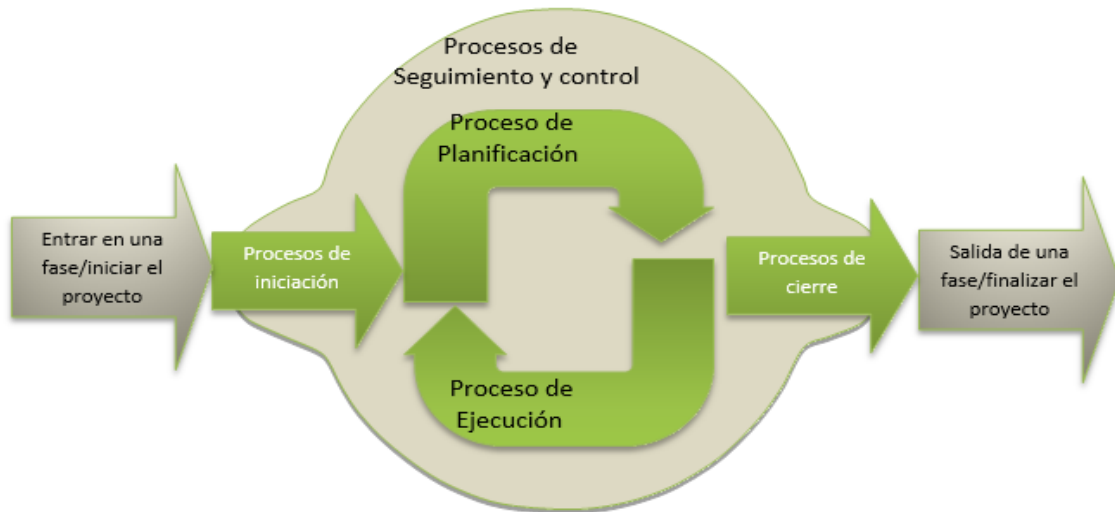 Procesos de
Seguimiento y control
Proceso de
Planificación
Entrar en una
fase/iniciar el
proyecto
Procesos de
iniciación
Procesos de
cierre
Salida de una
fase/finalizar el
proyecto
Proceso de
Ejecución